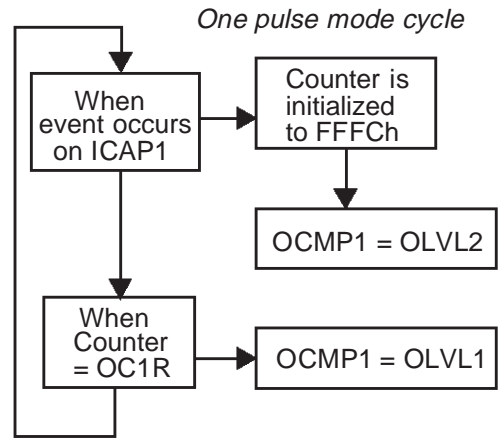 One pulse mode cycle
When
event occurs
on ICAP1
Counter is
initialized
to FFFCh
OCMP1 = OLVL2
When
Counter
= OC1R
OCMP1 = OLVL1